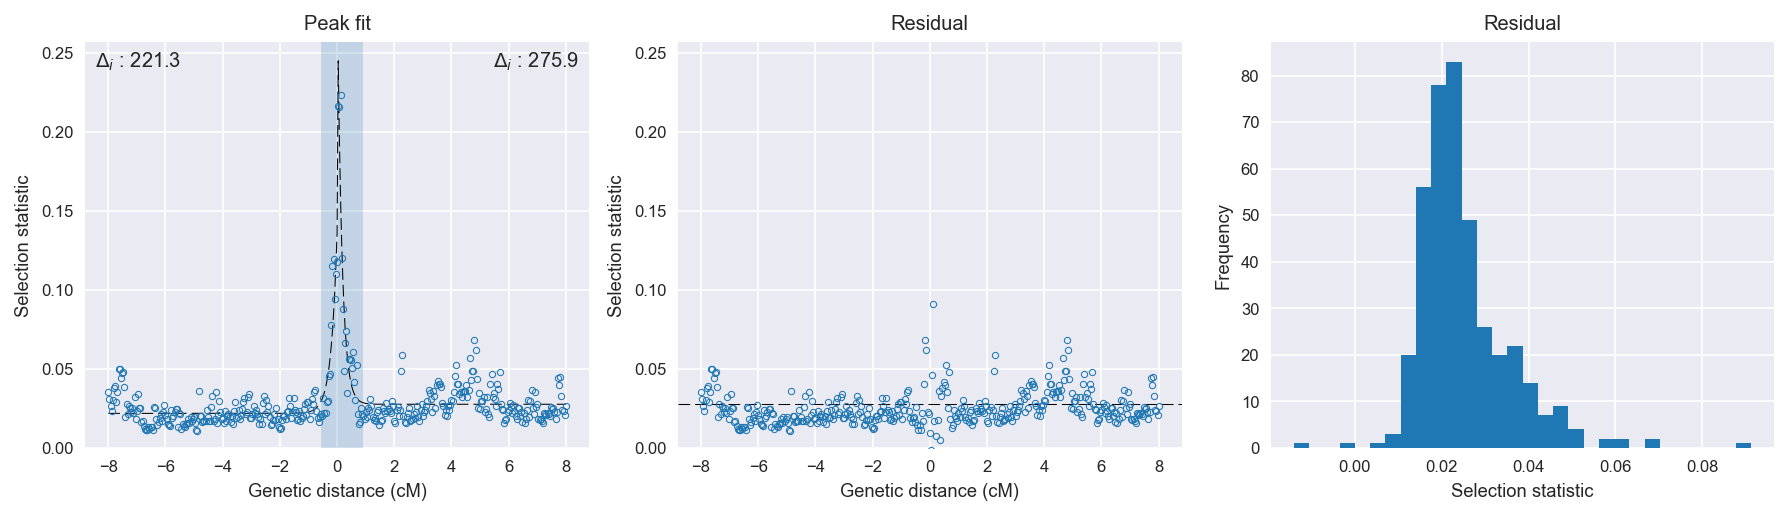 Peak fit
Δi : 221.3
Δi : 275.9
0.25
0.20
0.15
0.10
0.05
0.00
Selection statistic
−8 −6 −4 −2 0 2 4 6 8
Genetic distance (cM)
Residual
0.25
0.20
0.15
0.10
0.05
0.00
Selection statistic
−8 −6 −4 −2 0 2 4 6 8
Genetic distance (cM)
Residual
80
70
60
50
40
30
20
10
0
Frequency
0.00 0.02 0.04 0.06 0.08
Selection statistic